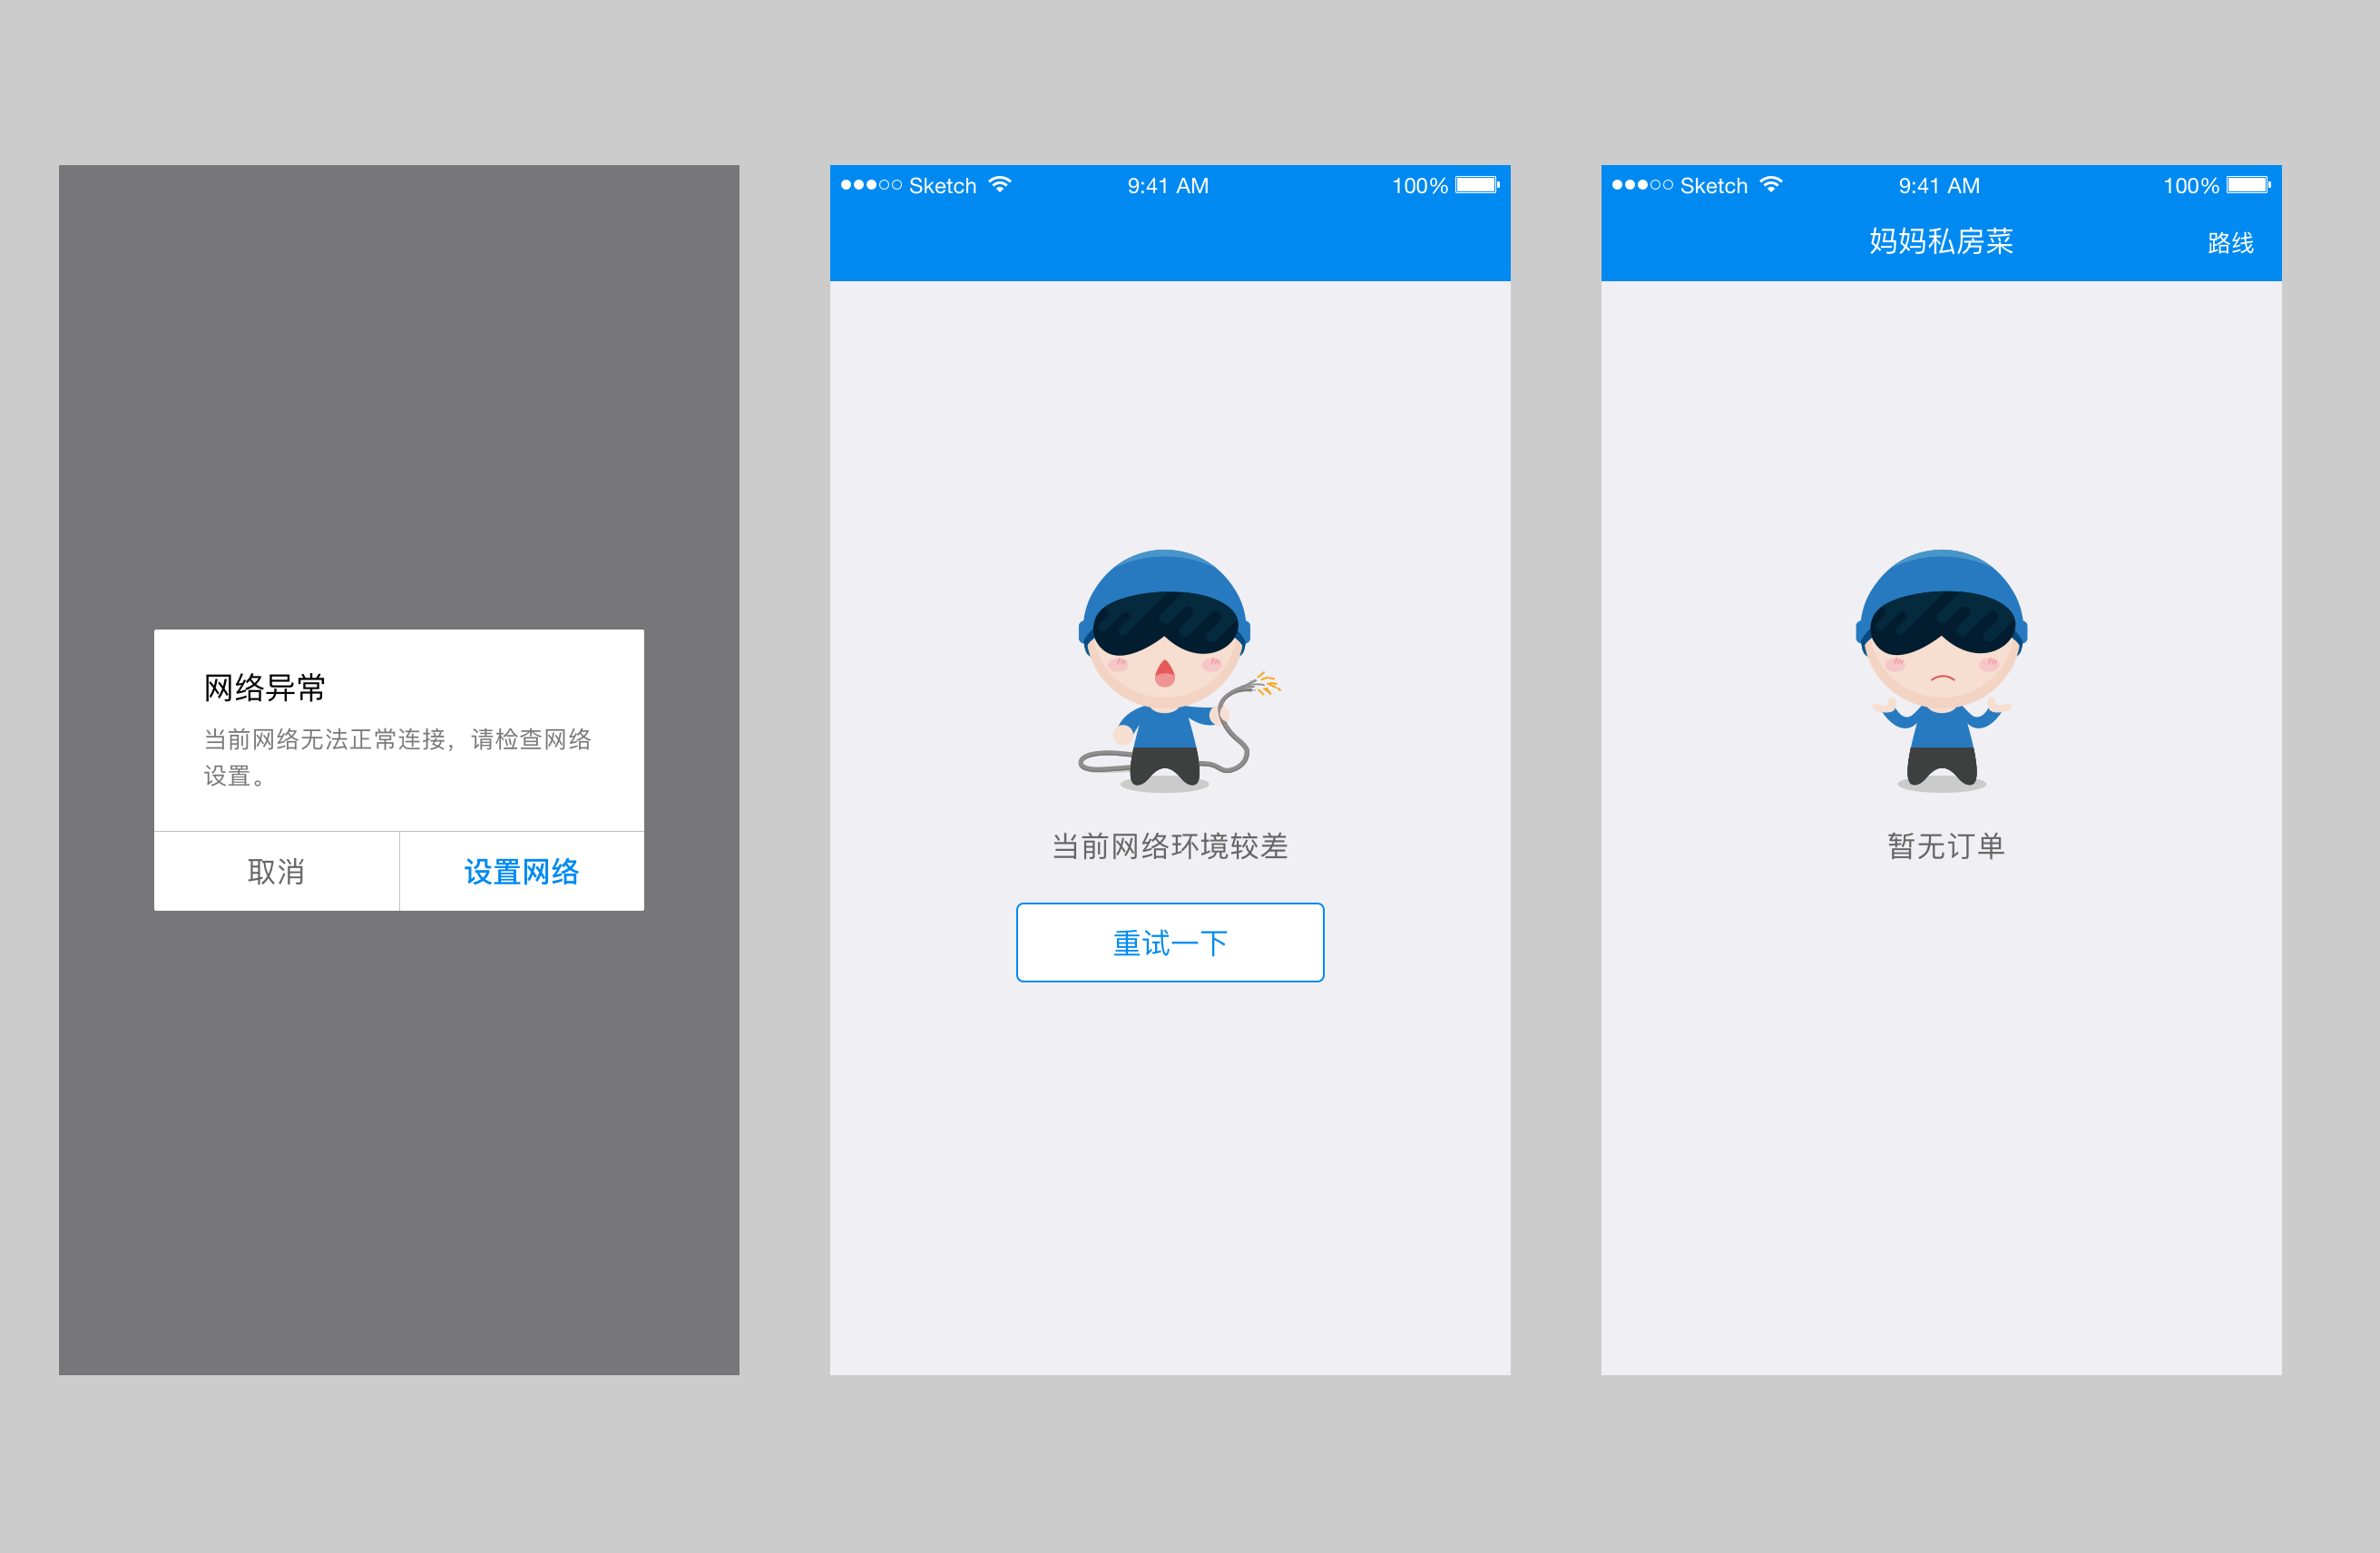 网络异常
当前网络无法正常连接，请检查网络
设置。
取消
设置网络
Sketch
9:41 AM
100%
当前网络环境较差
重试一下
Sketch
9:41 AM
100%
妈妈私房菜
路线
暂无订单